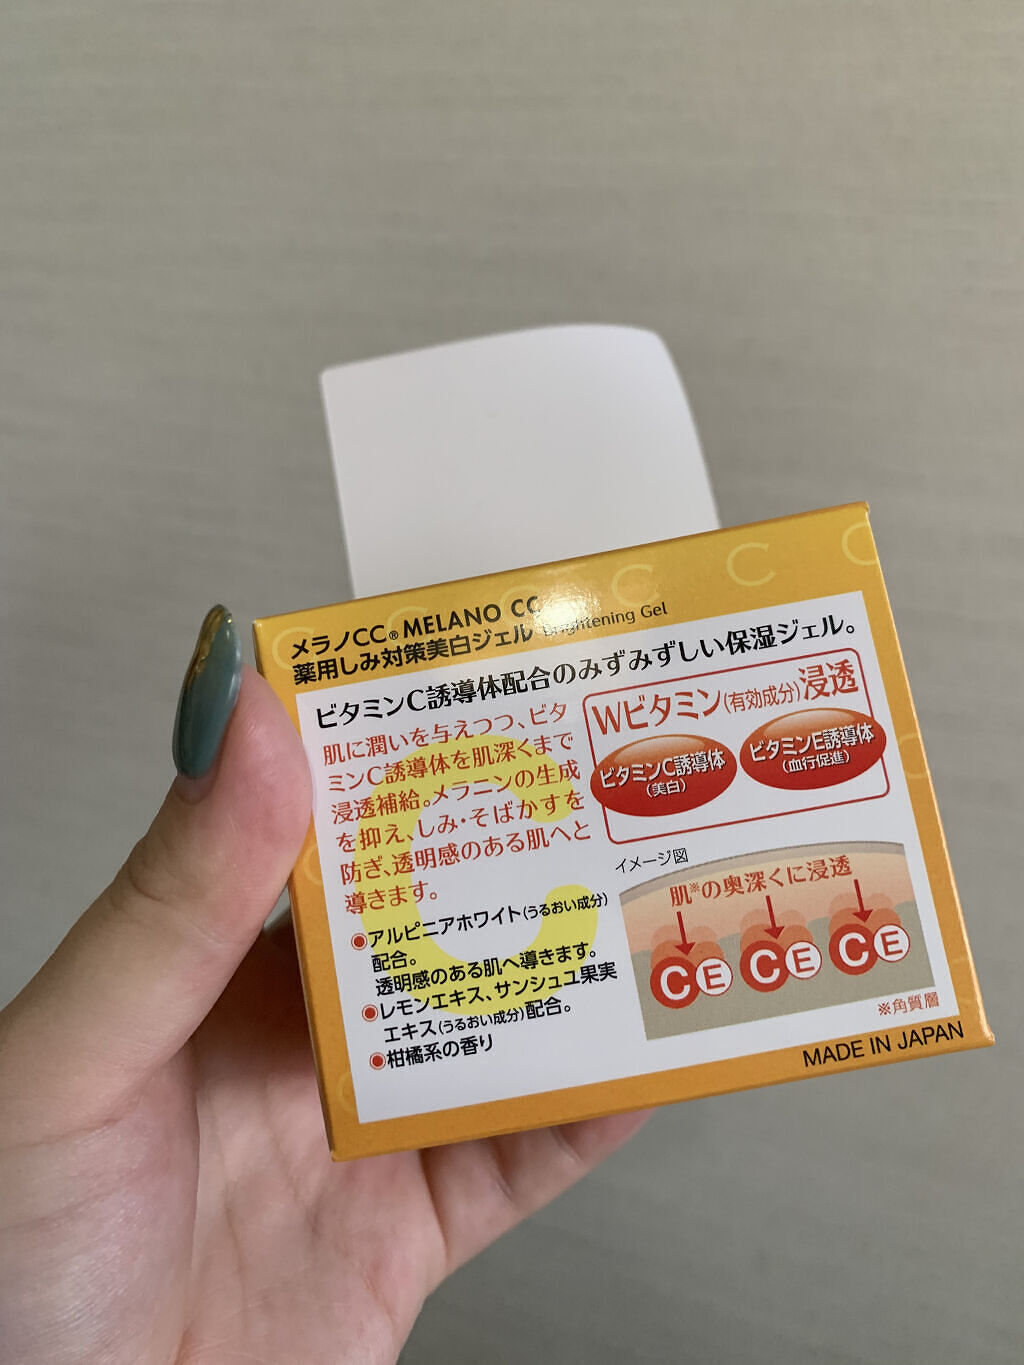 メラノCC® MELANO CC
薬用しみ対策美白ジェル Brightening Gel
ビタミンC誘導体配合のみずみずしい保湿ジェル。
肌に潤いを与えつつ、ビタ
ミンC誘導体を肌深くまで
浸透補給。メラニンの生成
を抑え、しみ・そばかすを
防ぎ、透明感のある肌へと
導きます。
◉アルピニアホワイト(うるおい成分)
配合。
透明感のある肌へ導きます。
◉レモンエキス、サンシュユ果実
エキス(うるおい成分)配合。
◉柑橘系の香り
Wビタミン(有効成分)浸透
ビタミンC誘導体
(美白)
ビタミンE誘導体
(血行促進)
イメージ図
肌※の奥深くに浸透
C E C E C E
※角質層
MADE IN JAPAN